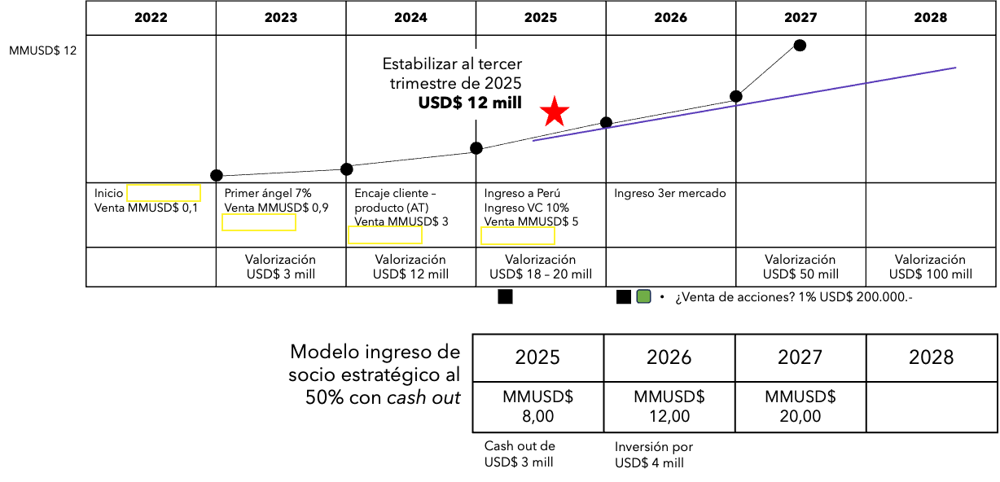 2022
2023
2024
2025
2026
2027
2028
MMUSD$ 12
Estabilizar al tercer
trimestre de 2025
USD$ 12 mill
Inicio
Venta MMUSD$ 0,1
Primer ángel 7%
Venta MMUSD$ 0,9
Encaje cliente –
producto (AT)
Venta MMUSD$ 3
Ingreso a Perú
Ingreso VC 10%
Venta MMUSD$ 5
Ingreso 3er mercado
Valorización
USD$ 3 mill
Valorización
USD$ 12 mill
Valorización
USD$ 18 – 20 mill
Valorización
USD$ 50 mill
Valorización
USD$ 100 mill
• ¿Venta de acciones? 1% USD$ 200.000.-
Modelo ingreso de
socio estratégico al
50% con cash out
2025
2026
2027
2028
MMUSD$
8,00
MMUSD$
12,00
MMUSD$
20,00
Cash out de
USD$ 3 mill
Inversión por
USD$ 4 mill